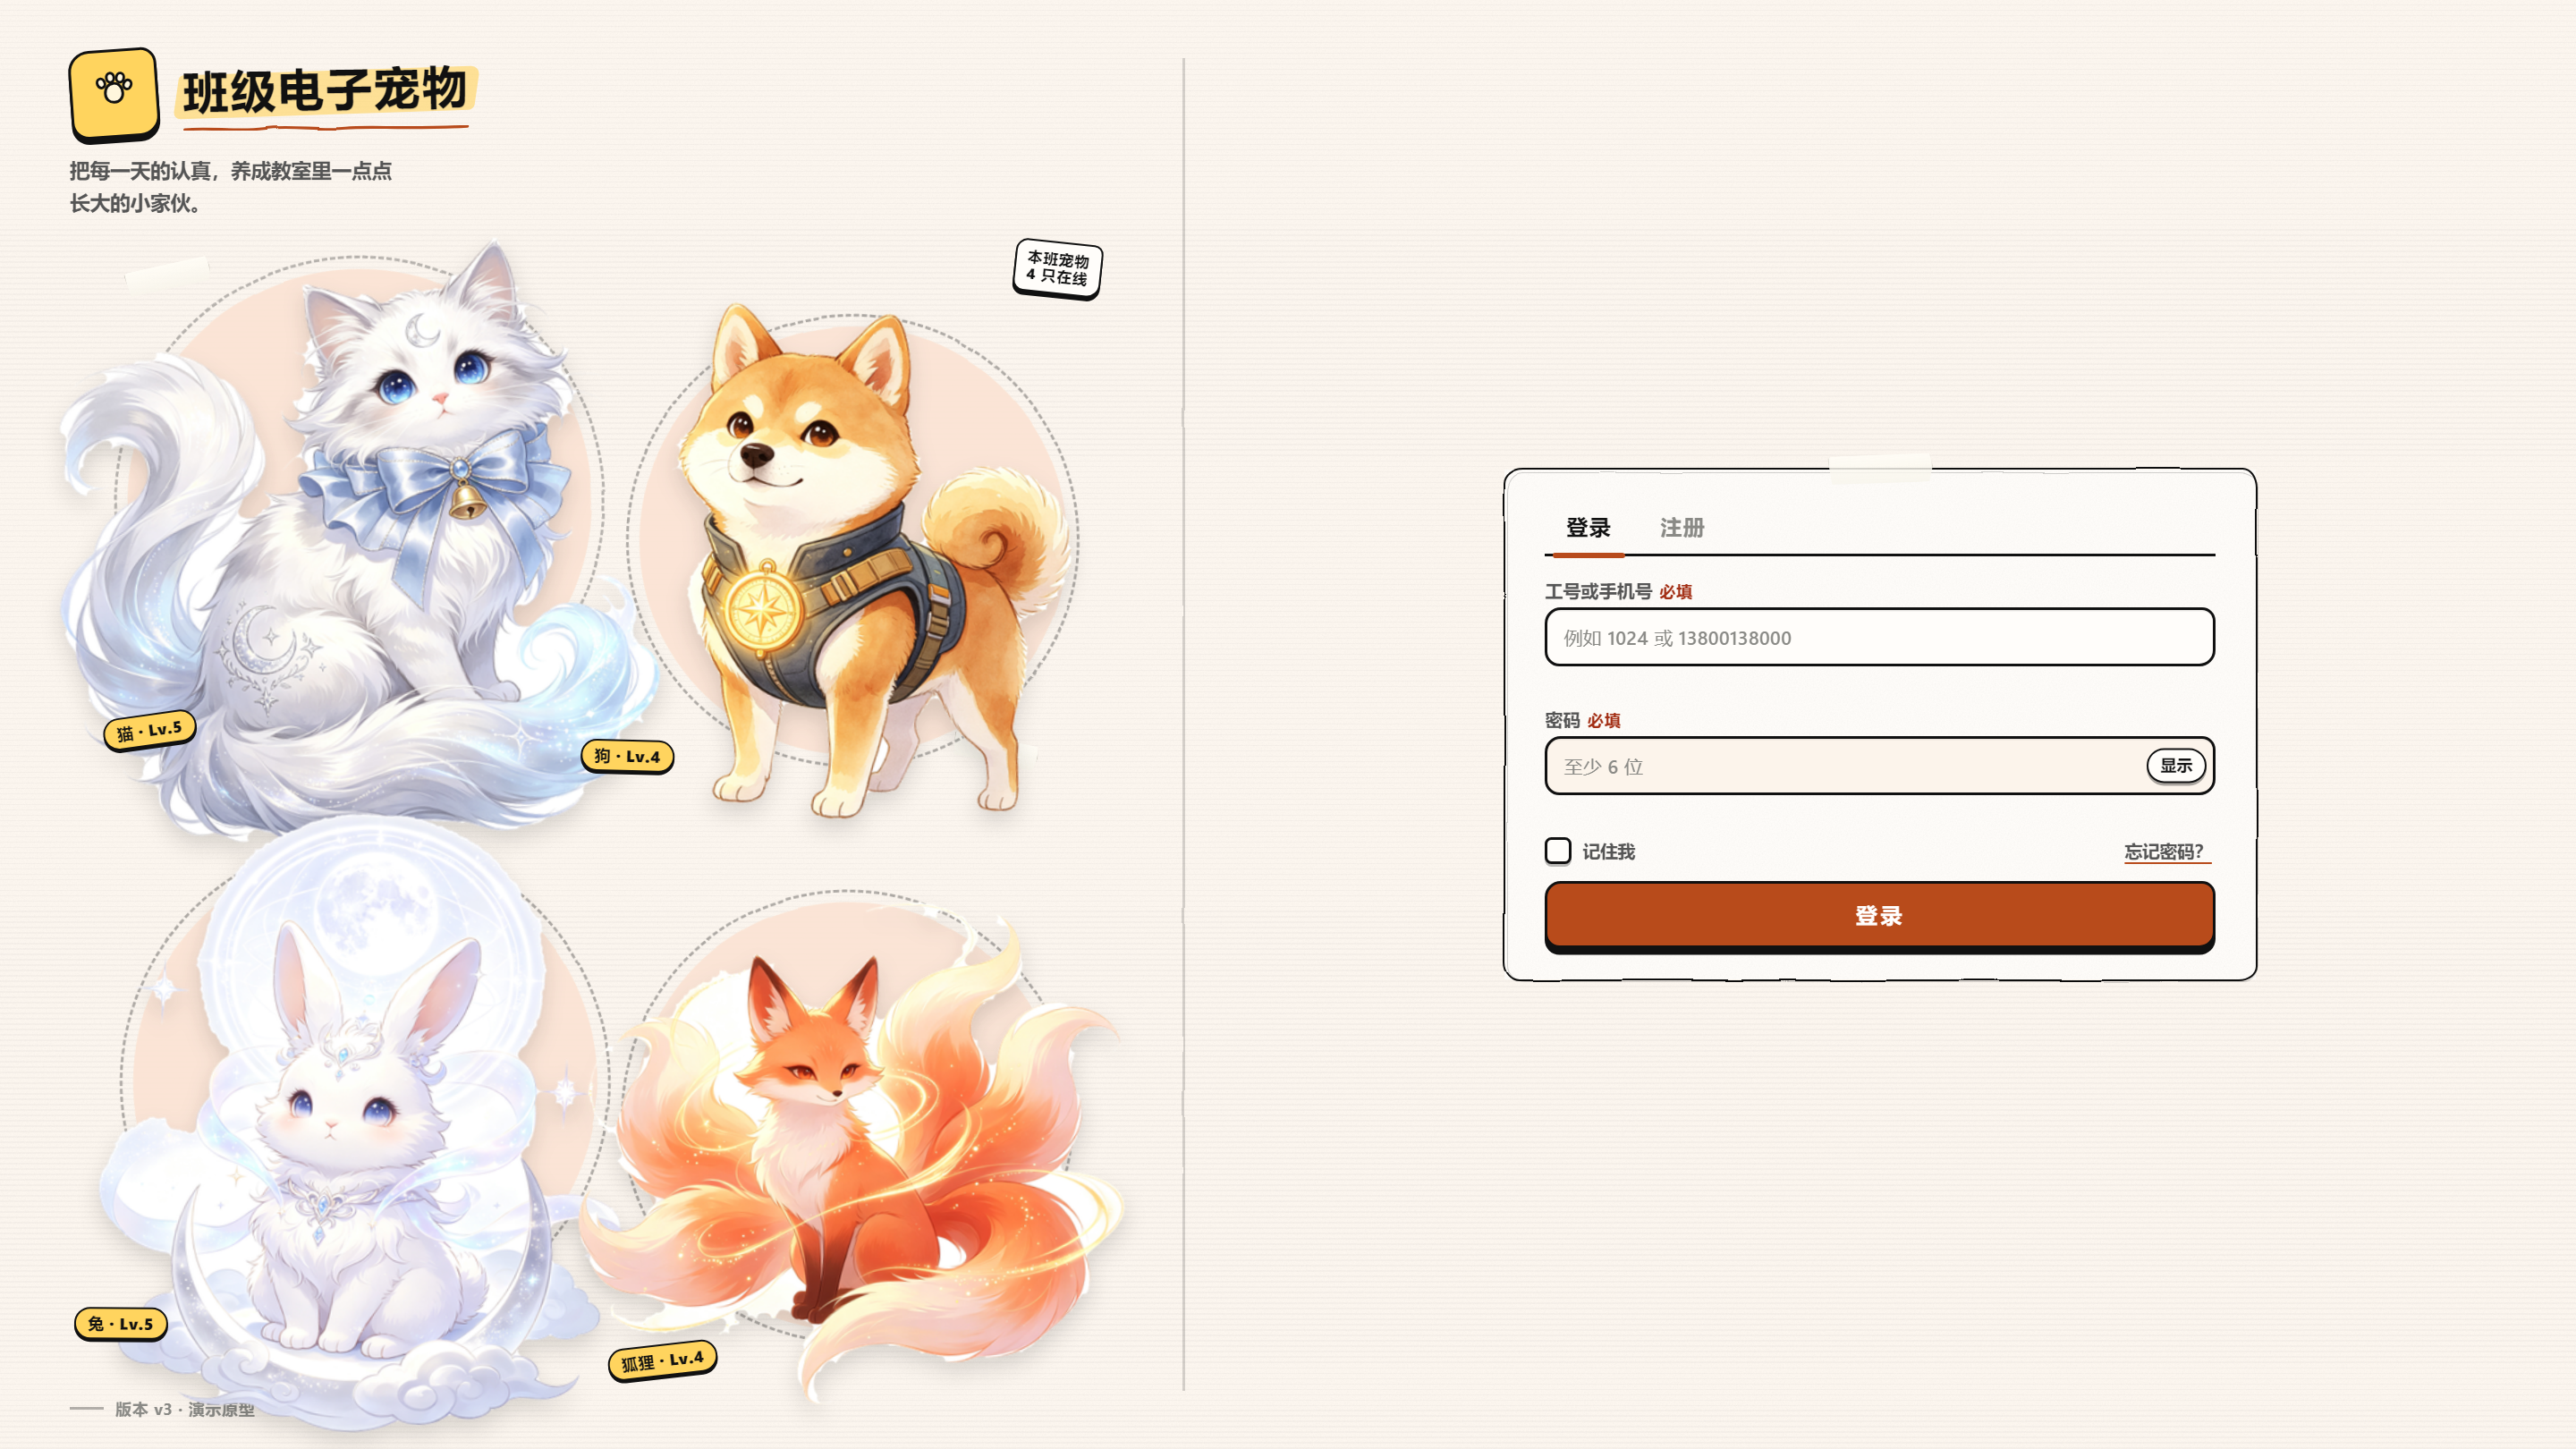 班级电子宠物
把每一天的认真，养成教室里一点点
长大的小家伙。
本班宠物
4 只在线
猫 · Lv.5
狗 · Lv.4
兔 · Lv.5
狐狸 · Lv.4
版本 v3 · 演示原型
登录 注册
工号或手机号 必填
例如 1024 或 13800138000
密码 必填
至少 6 位 显示
记住我 忘记密码？
登录